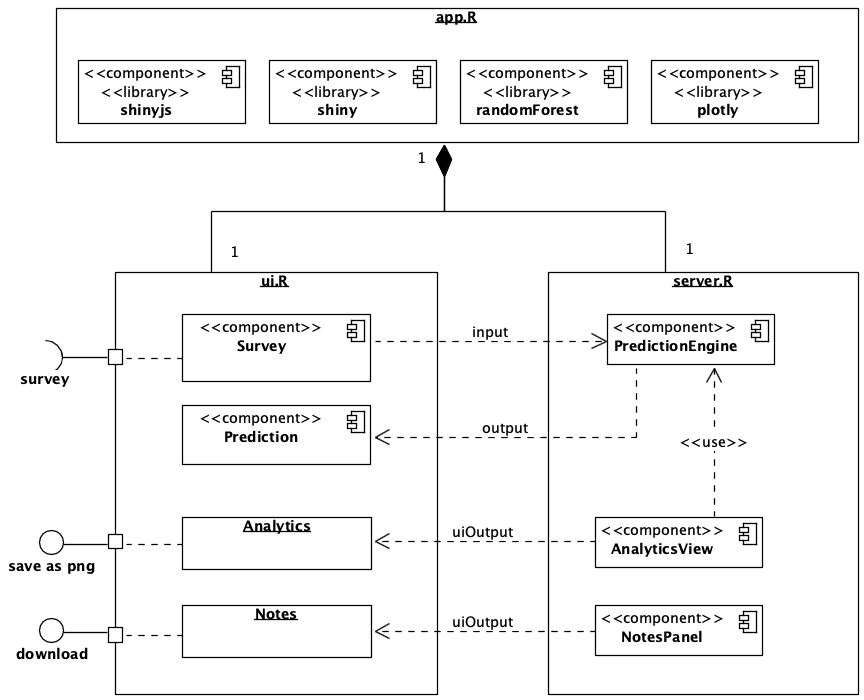 app.R
<<component>>
<<library>>
shinyjs
<<component>>
<<library>>
shiny
<<component>>
<<library>>
randomForest
<<component>>
<<library>>
plotly
1
1
1
ui.R
server.R
<<component>>
Survey
input
<<component>>
PredictionEngine
survey
<<component>>
Prediction
output
<<use>>
Analytics
uiOutput
<<component>>
AnalyticsView
save as png
Notes
uiOutput
<<component>>
NotesPanel
download